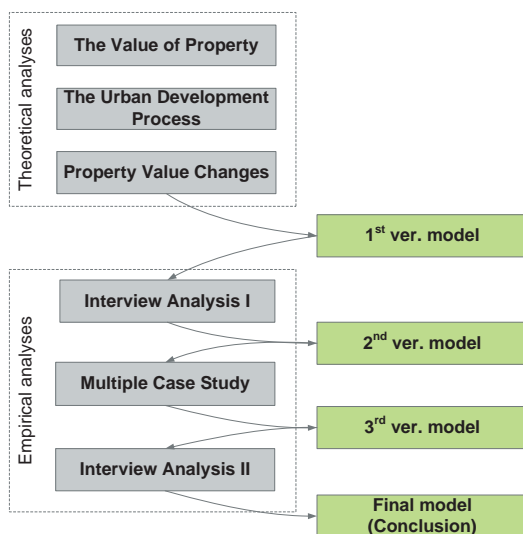 Theoretical analyses
The Value of Property
The Urban Development
Process
Property Value Changes
1st ver. model
Empirical analyses
Interview Analysis I
2nd ver. model
Multiple Case Study
3rd ver. model
Interview Analysis II
Final model
(Conclusion)